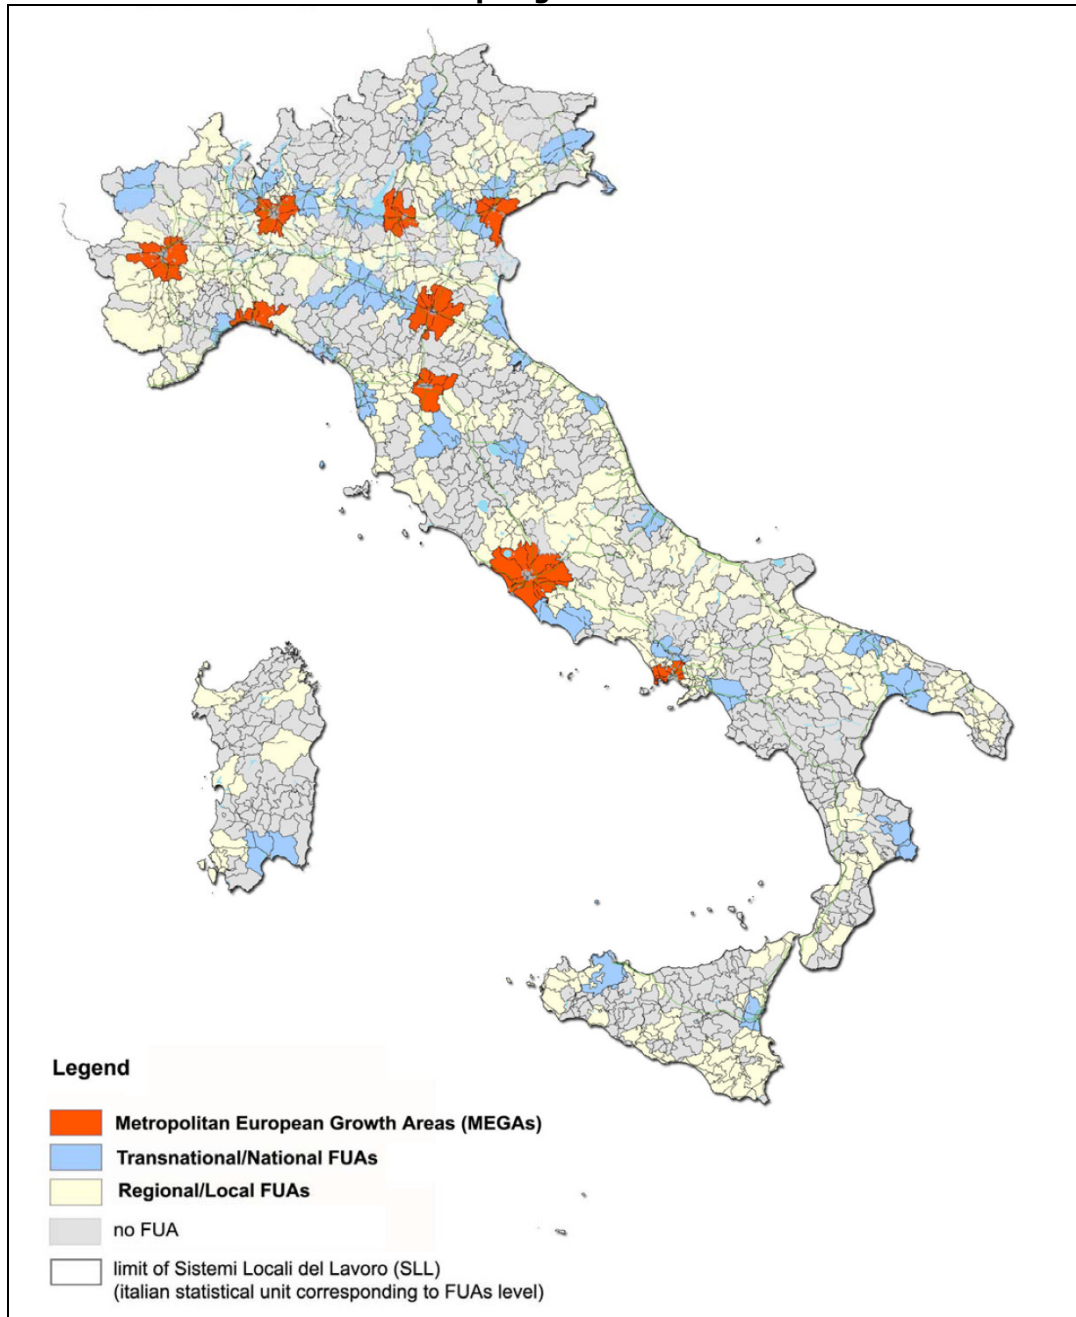 Legend
Metropolitan European Growth Areas (MEGAs)
Transnational/National FUAs
Regional/Local FUAs
no FUA
limit of Sistemi Locali del Lavoro (SLL)
(italian statistical unit corresponding to FUAs level)